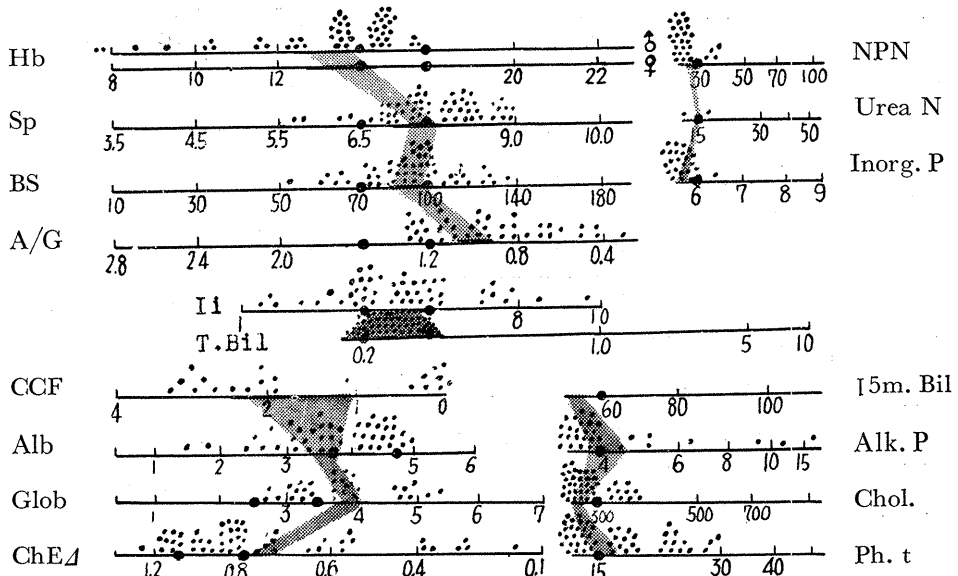 Hb 8 10 12 20 22 ♂ ♀ 30 50 70 100 NPN
Sp 3.5 4.5 5.5 6.5 9.0 10.0 5 30 40 50 Urea N
BS 10 30 50 70 100 140 180 6 7 8 9 Inorg. P
A/G 2.8 2.4 2.0 1.2 0.8 0.4
Ii 1 8 10
T.Bil 0.2 1.0 5 10
CCF 4 2 1 0 60 80 100 15m. Bil
Alb 1 2 3 5 6 4 6 8 10 15 Alk. P
Glob 1 3 4 5 6 7 300 500 700 Chol.
ChEΔ 1.2 0.8 0.6 0.4 0.1 15 30 40 Ph. t